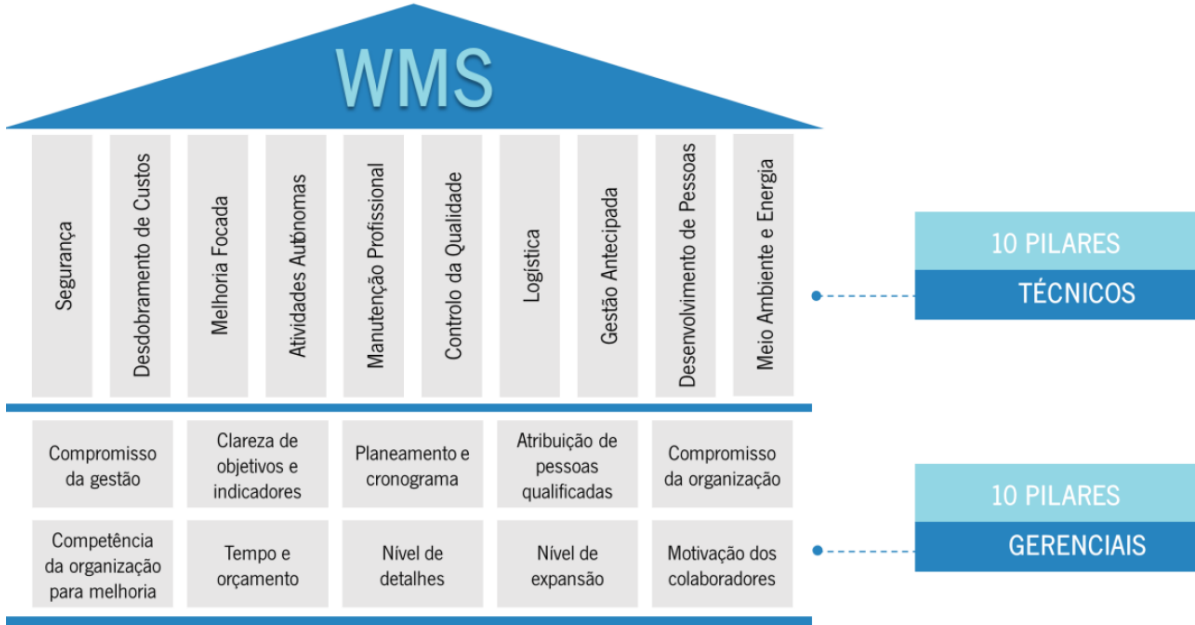 WMS
Segurança
Desdobramento de Custos
Melhoria Focada
Atividades Autônomas
Manutenção Profissional
Controlo da Qualidade
Logística
Gestão Antecipada
Desenvolvimento de Pessoas
Meio Ambiente e Energia
10 PILARES
TÉCNICOS
Compromisso
da gestão
Clareza de
objetivos e
indicadores
Planeamento e
cronograma
Atribuição de
pessoas
qualificadas
Compromisso
da organização
Competência
da organização
para melhoria
Tempo e
orçamento
Nível de
detalhes
Nível de
expansão
Motivação dos
colaboradores
10 PILARES
GERENCIAIS